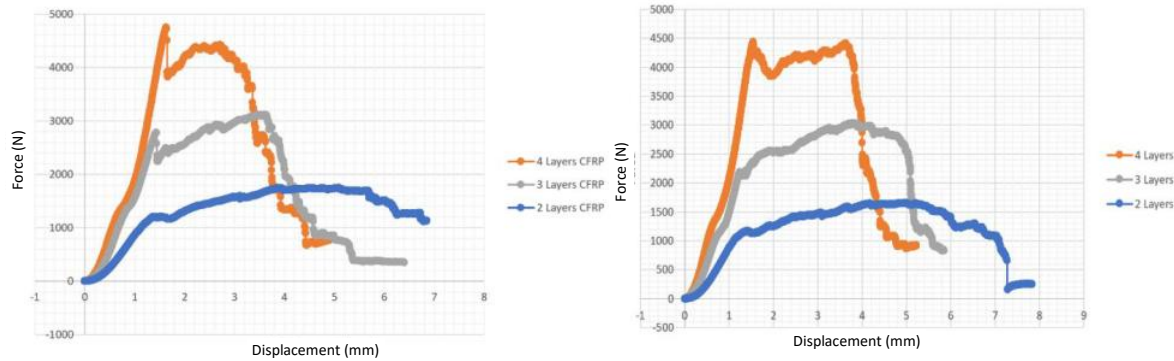 5000
4000
3000
2000
1000
0
-1000
-1 0 1 2 3 4 5 6 7 8
Force (N)
Displacement (mm)
4 Layers CFRP
3 Layers CFRP
2 Layers CFRP
5000
4500
4000
3500
3000
2500
2000
1500
1000
500
0
-500
-1 0 1 2 3 4 5 6 7 8 9
Force (N)
Displacement (mm)
4 Layers
3 Layers
2 Layers